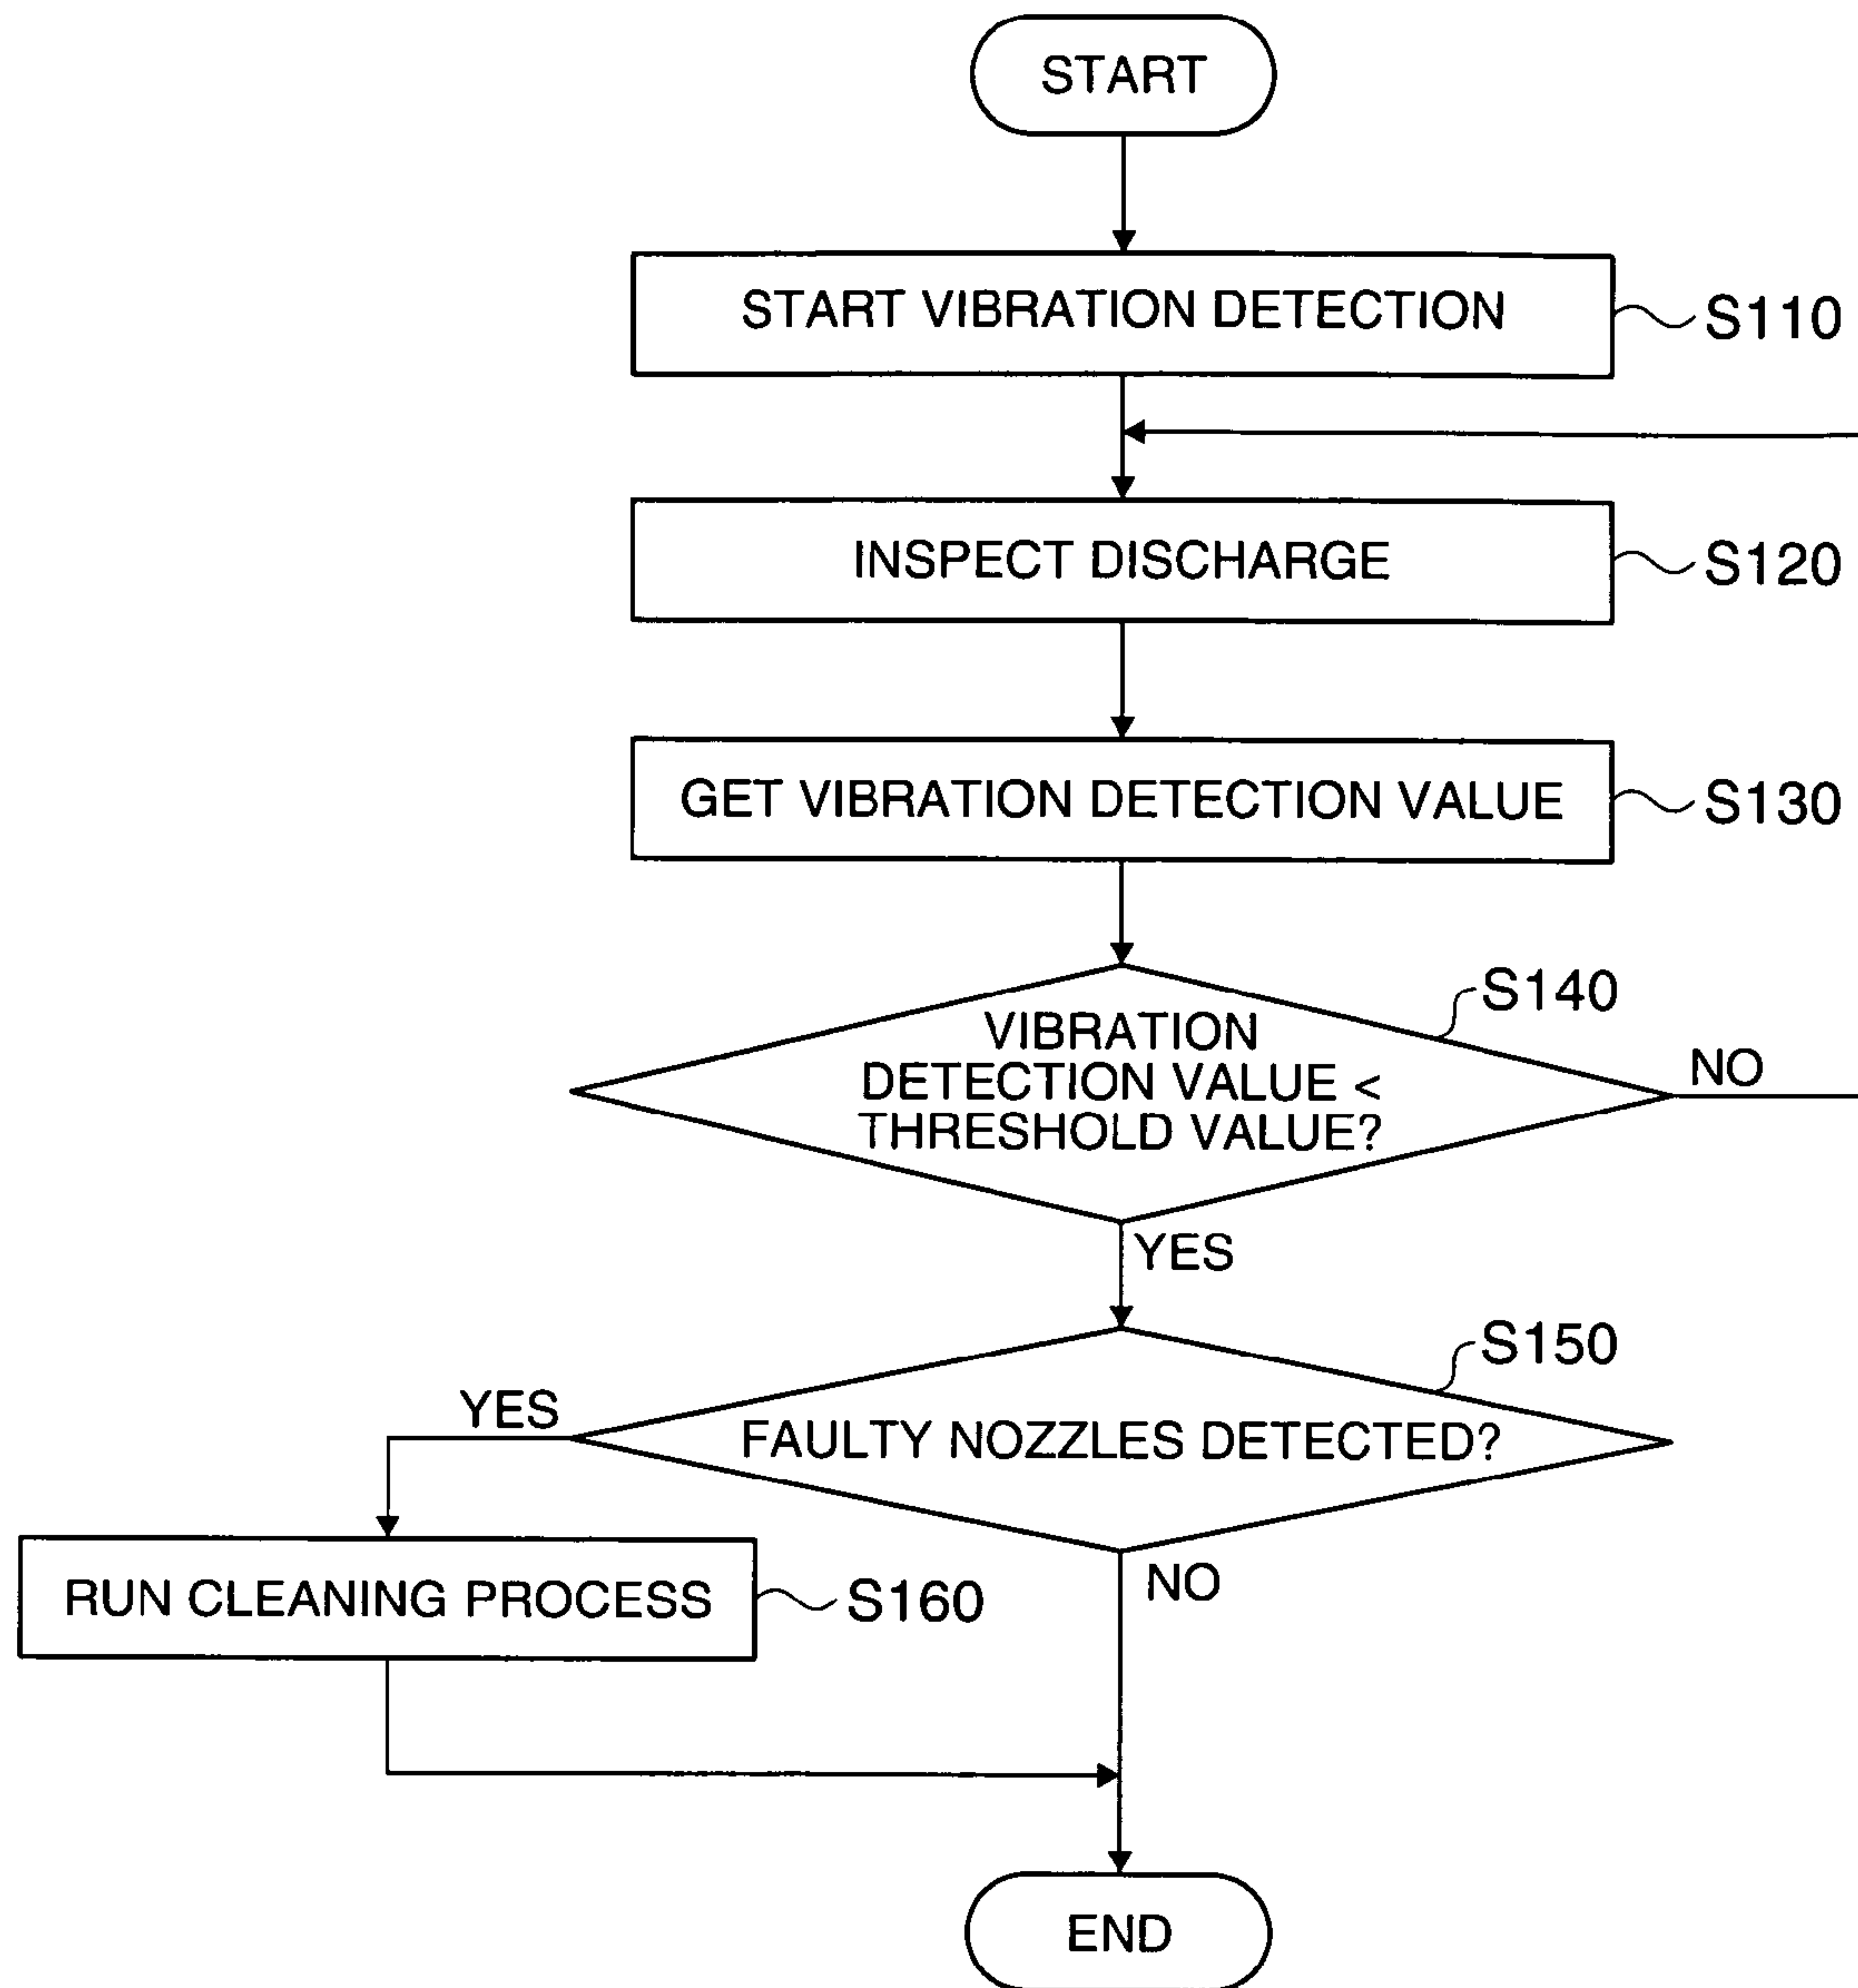 START
START VIBRATION DETECTION
S110
INSPECT DISCHARGE
S120
GET VIBRATION DETECTION VALUE
S130
S140
VIBRATION
DETECTION VALUE <
THRESHOLD VALUE?
NO
YES
S150
YES
FAULTY NOZZLES DETECTED?
RUN CLEANING PROCESS
S160
NO
END